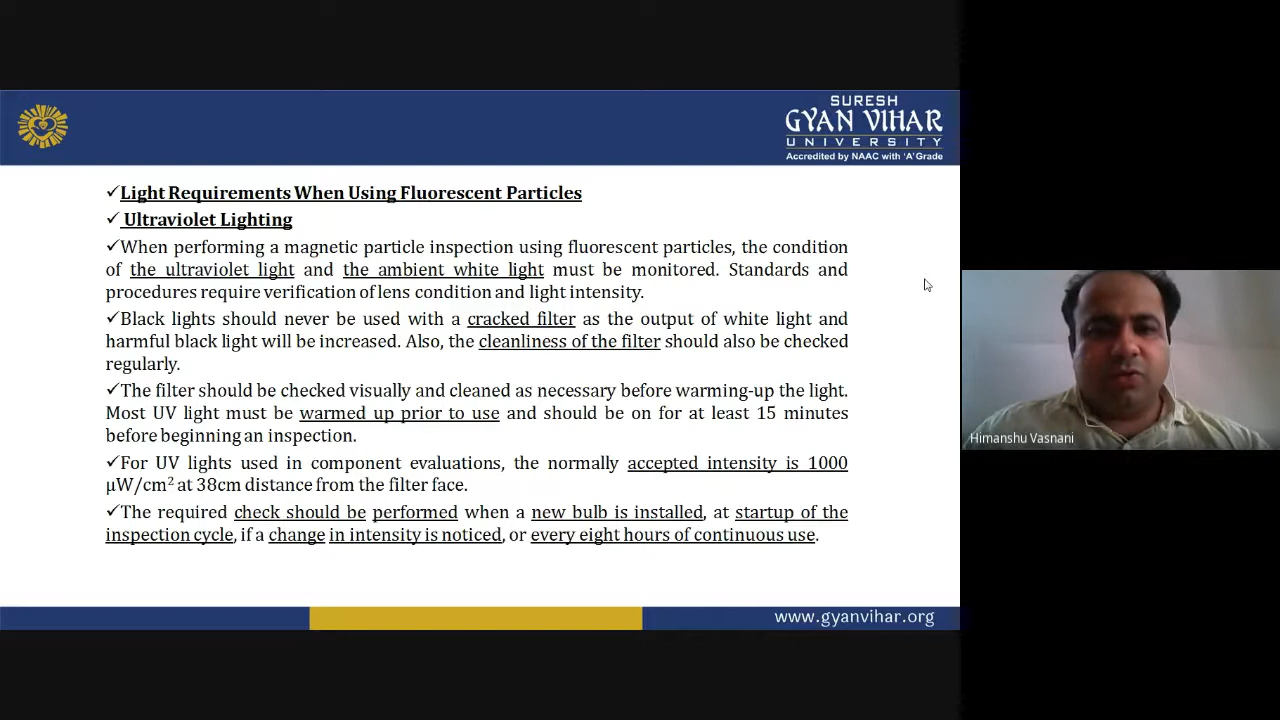 SURESH
GYAN VIHAR
UNIVERSITY
Accredited by NAAC with 'A' Grade
✓Light Requirements When Using Fluorescent Particles
✓ Ultraviolet Lighting
✓When performing a magnetic particle inspection using fluorescent particles, the condition
of the ultraviolet light and the ambient white light must be monitored. Standards and
procedures require verification of lens condition and light intensity.
✓Black lights should never be used with a cracked filter as the output of white light and
harmful black light will be increased. Also, the cleanliness of the filter should also be checked
regularly.
✓The filter should be checked visually and cleaned as necessary before warming-up the light.
Most UV light must be warmed up prior to use and should be on for at least 15 minutes
before beginning an inspection.
✓For UV lights used in component evaluations, the normally accepted intensity is 1000
μW/cm² at 38cm distance from the filter face.
✓The required check should be performed when a new bulb is installed, at startup of the
inspection cycle, if a change in intensity is noticed, or every eight hours of continuous use.
www.gyanvihar.org
Himanshu Vasnani